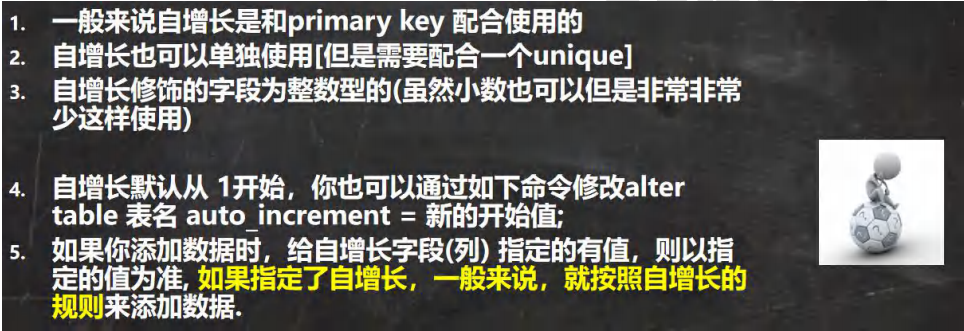 1. 一般来说自增长是和primary key 配合使用的
2. 自增长也可以单独使用[但是需要配合一个unique]
3. 自增长修饰的字段为整数型的(虽然小数也可以但是非常非常
少这样使用)
4. 自增长默认从 1开始，你也可以通过如下命令修改alter
table 表名 auto_increment = 新的开始值;
5. 如果你添加数据时，给自增长字段(列) 指定的有值，则以指
定的值为准, 如果指定了自增长，一般来说，就按照自增长的
规则来添加数据.